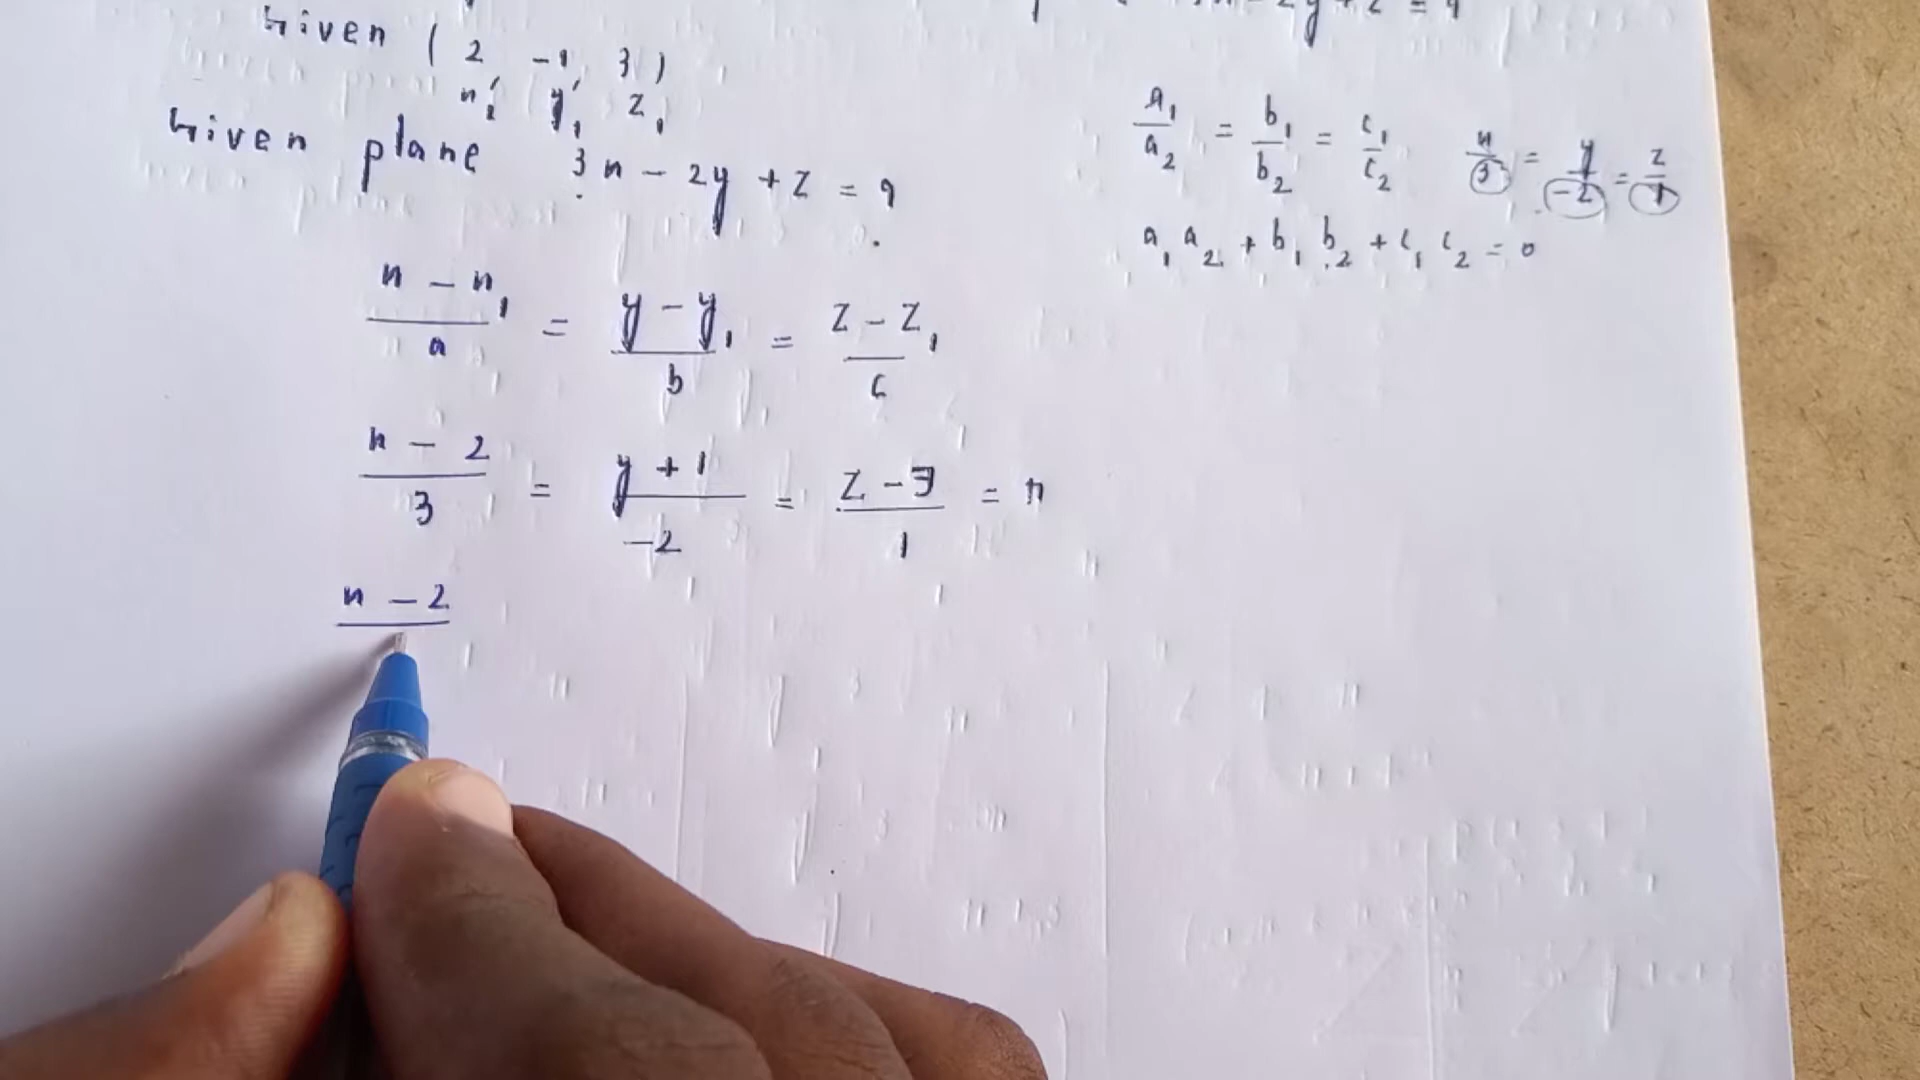 Given (2, -1, 3)
x₁ y₁ z₁
Given plane 3x - 2y + z = 9
(x - x₁)/a = (y - y₁)/b = (z - z₁)/c
(x - 2)/3 = (y + 1)/-2 = (z - 3)/1 = r
x - 2
a₁/a₂ = b₁/b₂ = c₁/c₂
x/3 = y/-2 = z/1
a₁a₂ + b₁b₂ + c₁c₂ = 0